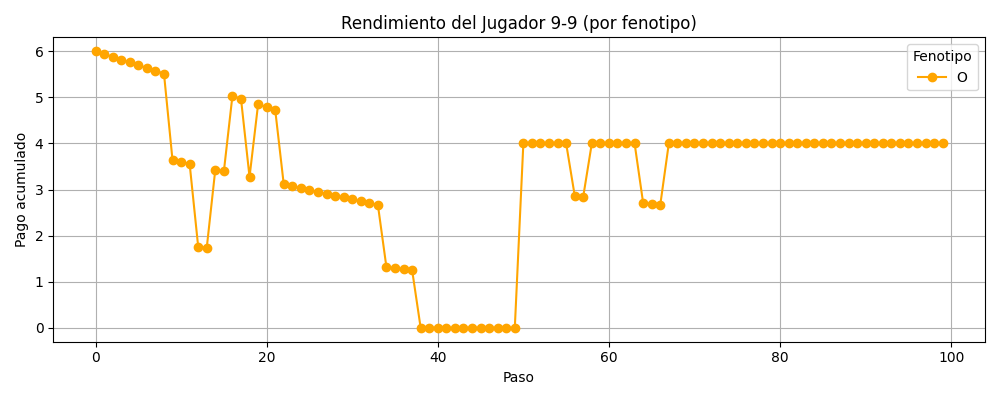 Rendimiento del Jugador 9-9 (por fenotipo)
Pago acumulado
6
5
4
3
2
1
0
Fenotipo
O
0
20
40
60
80
100
Paso